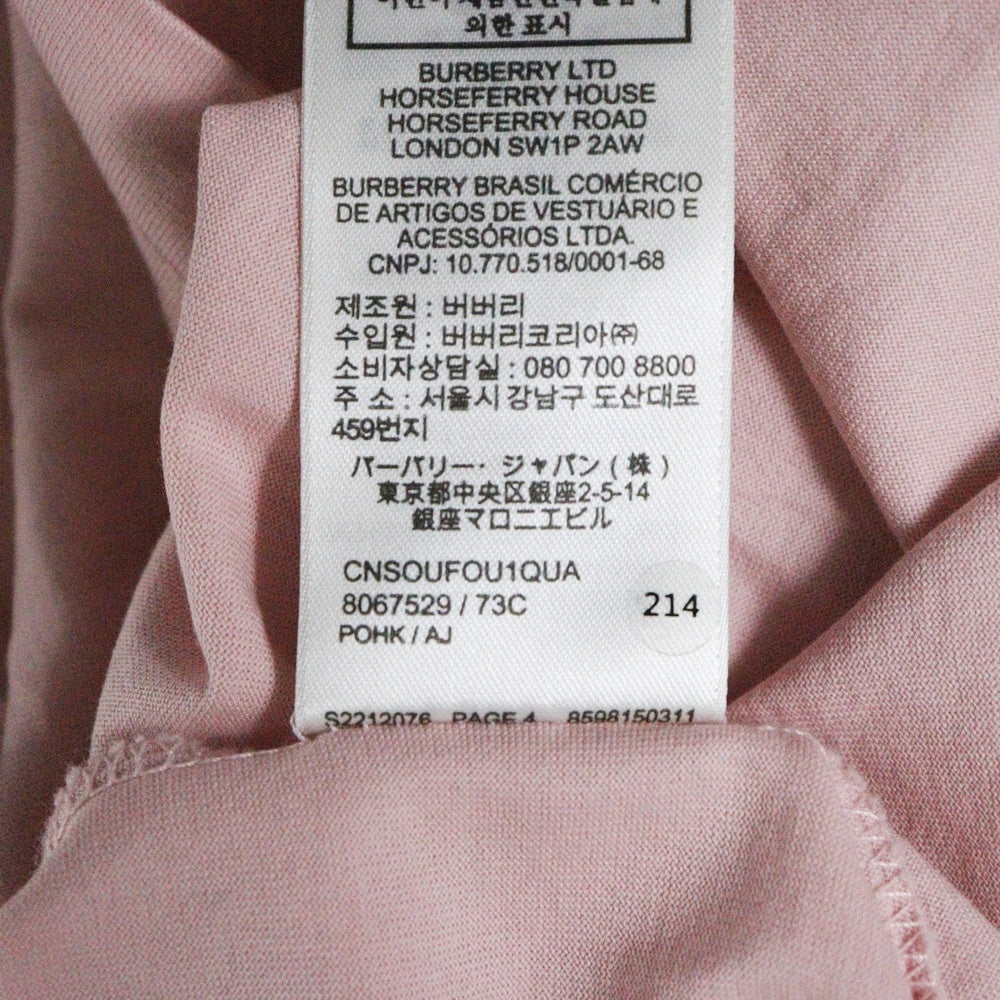 의한 표시
BURBERRY LTD
HORSEFERRY HOUSE
HORSEFERRY ROAD
LONDON SW1P 2AW
BURBERRY BRASIL COMÉRCIO
DE ARTIGOS DE VESTUÁRIO E
ACESSÓRIOS LTDA.
CNPJ: 10.770.518/0001-68
제조원 : 버버리
수입원 : 버버리코리아㈜
소비자상담실 : 080 700 8800
주 소 : 서울시 강남구 도산대로
459번지
バーバリー・ジャパン ( 株 )
東京都中央区銀座2-5-14
銀座マロニエビル
CNSOUFOU1QUA
8067529 / 73C
214
POHK / AJ
S2212076 PAGE 4 8598150311